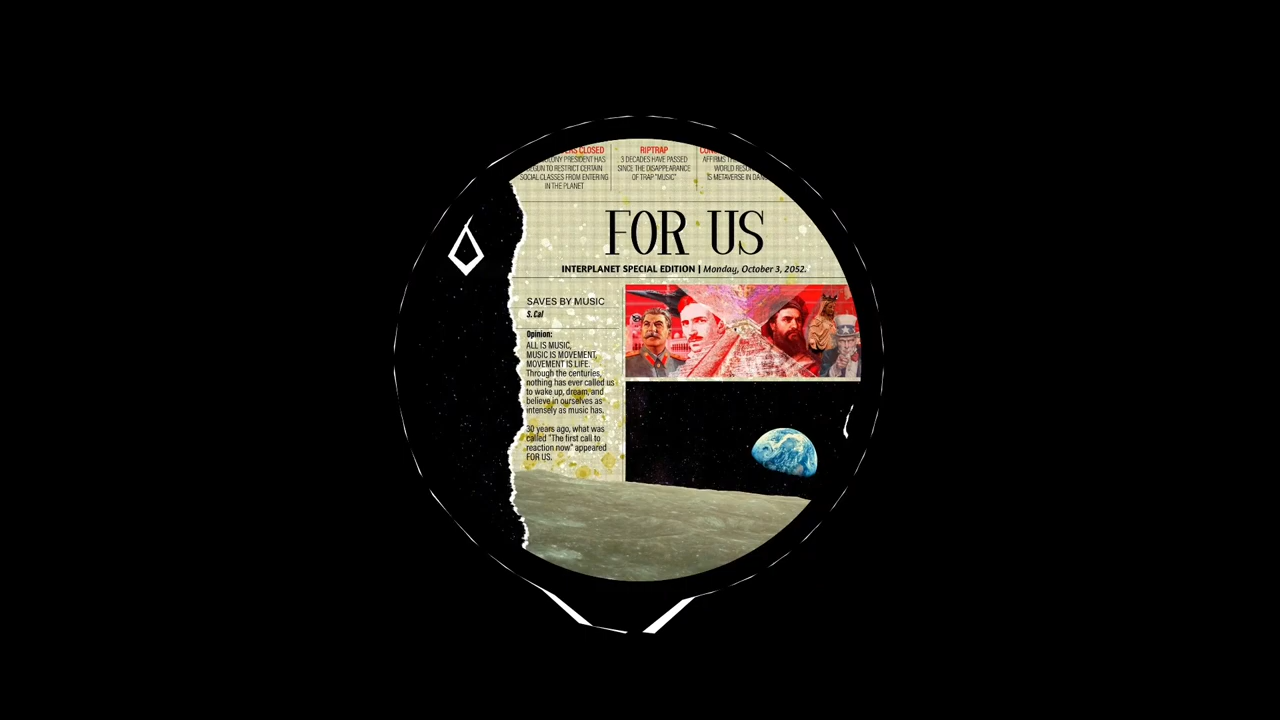 CLOSED
PRESIDENT HAS
TO RESTRICT CERTAIN
SOCIAL CLASSES FROM ENTERING
IN THE PLANET
RIPTRAP
3 DECADES HAVE PASSED
SINCE THE DISAPPEARANCE
OF TRAP "MUSIC"
AFFIRMS
WORLD
IS METAVERSE IN
FOR US
INTERPLANET SPECIAL EDITION | Monday, October 3, 2052.
SAVES BY MUSIC
S. Cal
Opinion:
ALL IS MUSIC,
MUSIC IS MOVEMENT,
MOVEMENT IS LIFE.
Through the centuries,
nothing has ever called us
to wake up, dream, and
believe in ourselves as
intensely as music has.
30 years ago, what was
called "The first call to
reaction now" appeared
FOR US.